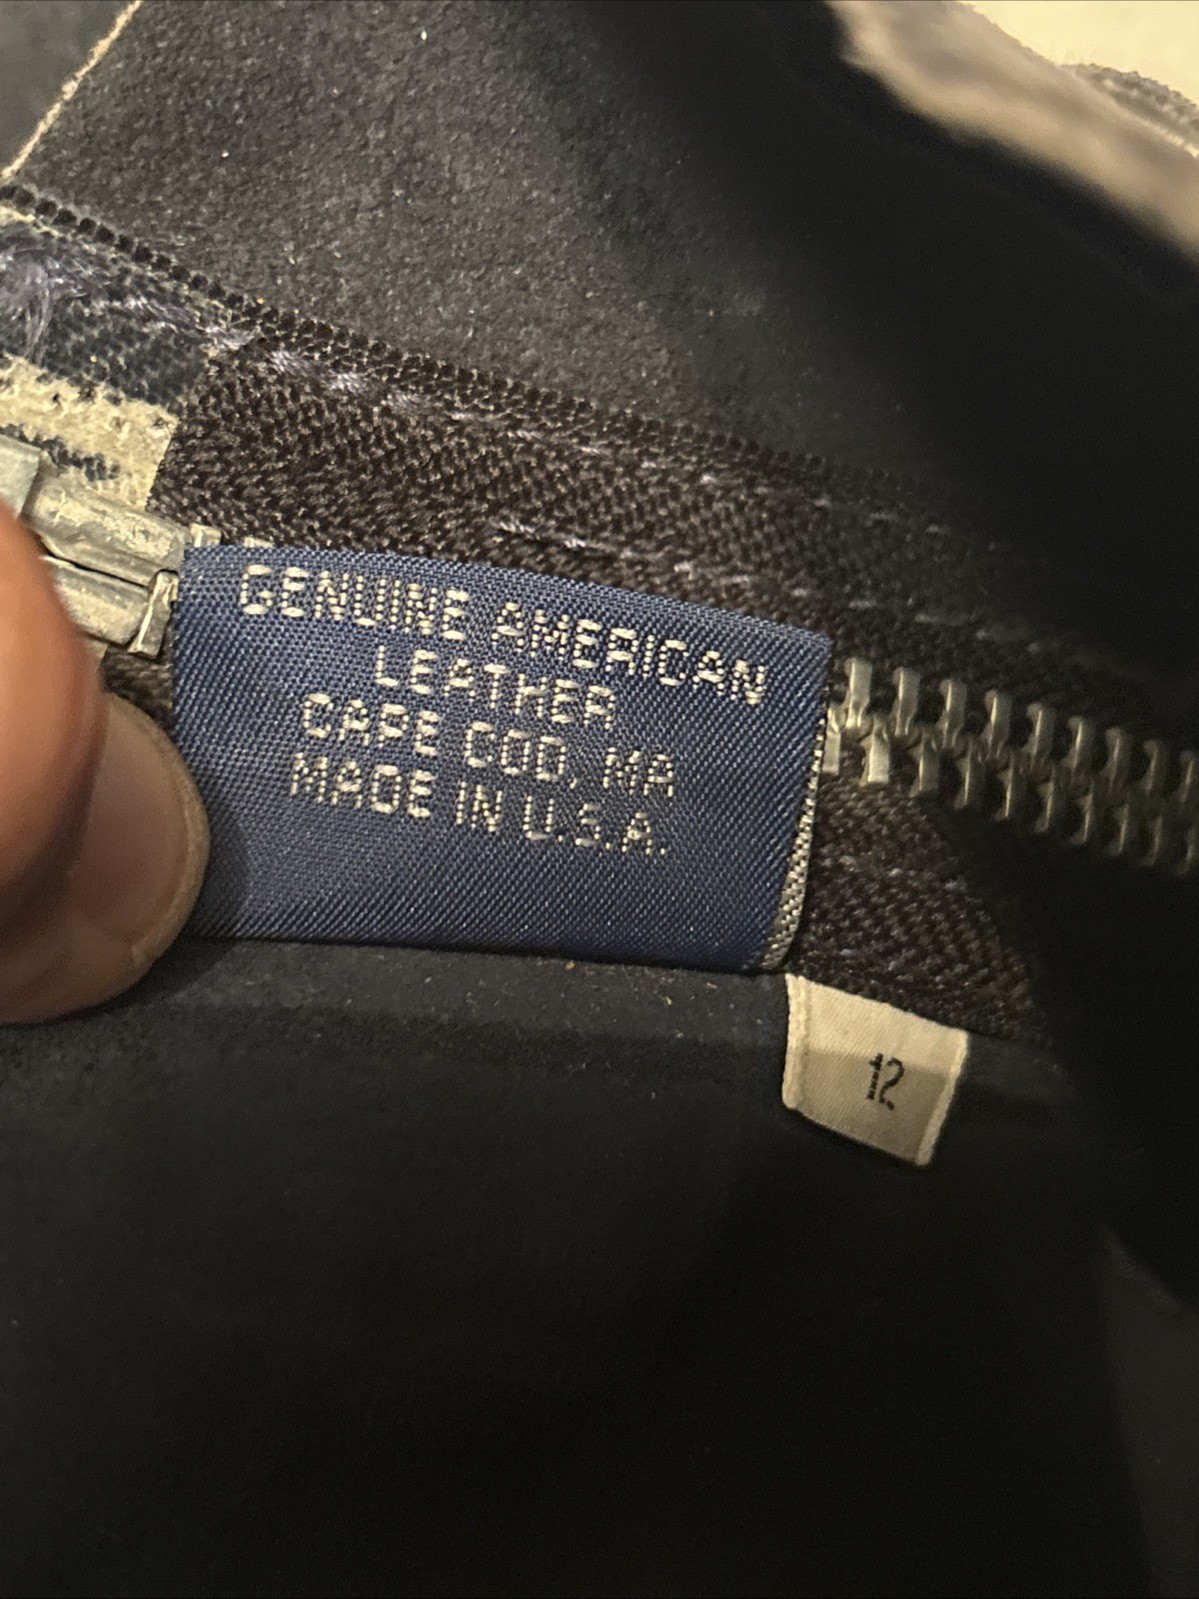 GENUINE AMERICAN
LEATHER
CAPE COD, MA
MADE IN U.S.A.
12